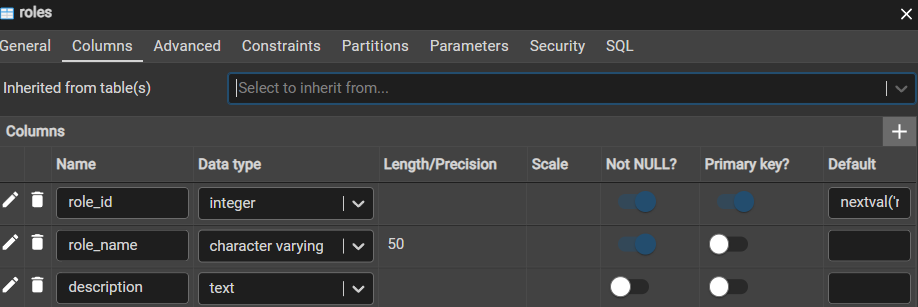 roles
General Columns Advanced Constraints Partitions Parameters Security SQL
Inherited from table(s) Select to inherit from...
Columns
Name Data type Length/Precision Scale Not NULL? Primary key? Default
role_id integer nextval('r
role_name character varying 50
description text